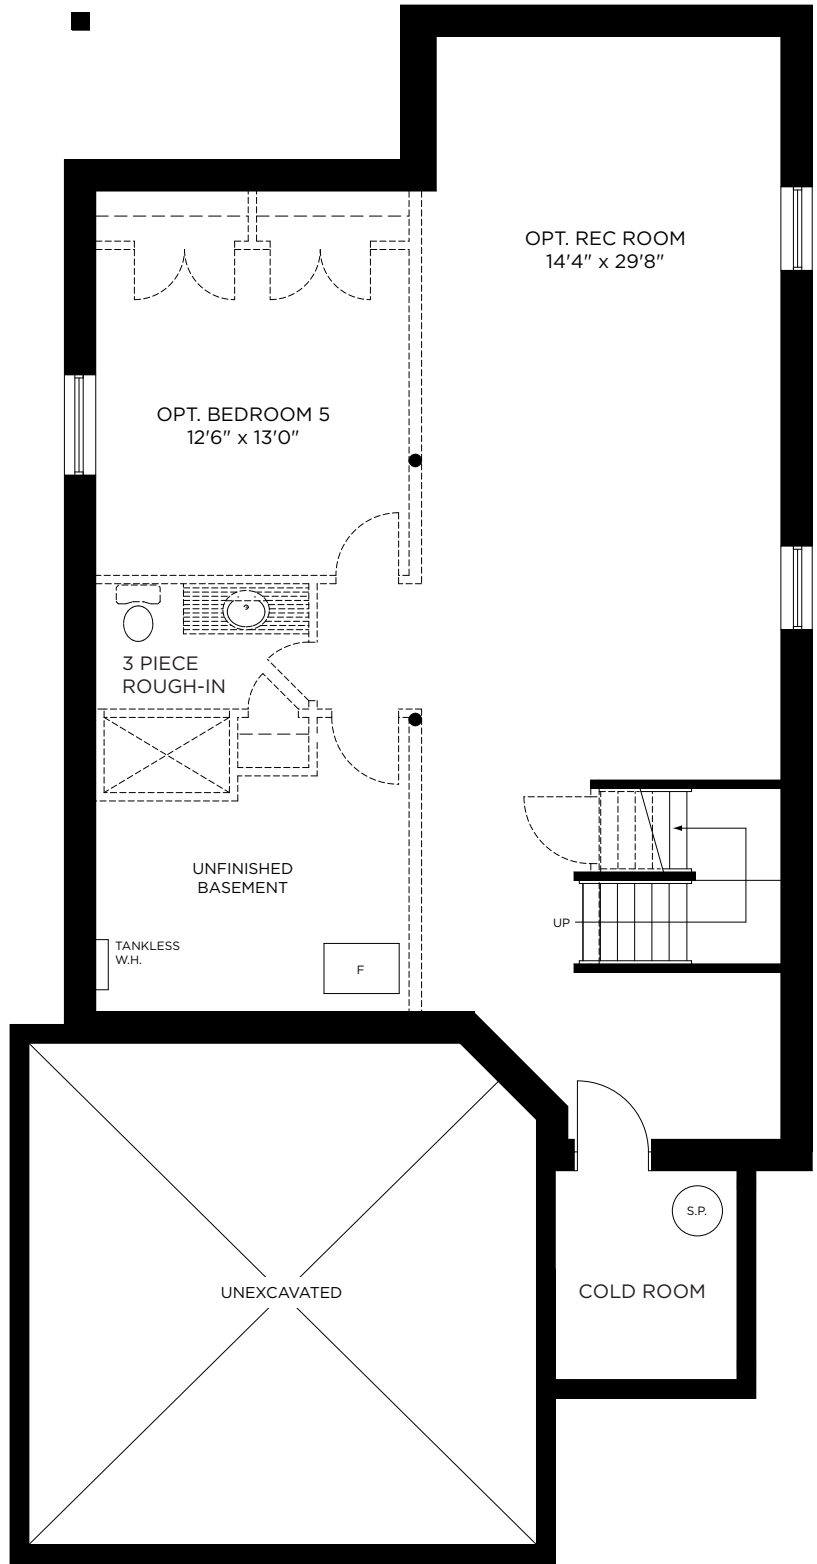 OPT. REC ROOM
14'4" x 29'8"
OPT. BEDROOM 5
12'6" x 13'0"
3 PIECE
ROUGH-IN
UNFINISHED
BASEMENT
UP
TANKLESS
W.H.
F
S.P.
UNEXCAVATED
COLD ROOM